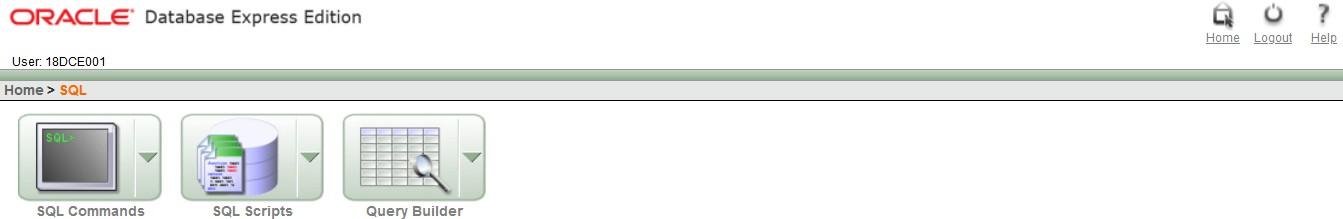 ORACLE® Database Express Edition
Home Logout Help
User: 18DCE001
Home > SQL
SQL>
SQL Commands SQL Scripts Query Builder